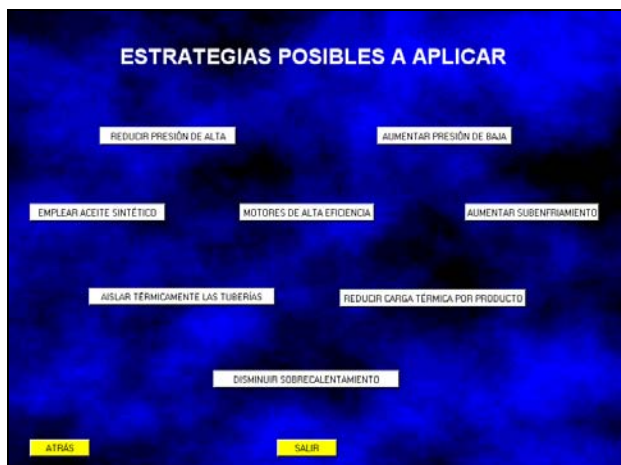 ESTRATEGIAS POSIBLES A APLICAR
REDUCIR PRESIÓN DE ALTA
AUMENTAR PRESIÓN DE BAJA
EMPLEAR ACEITE SINTÉTICO
MOTORES DE ALTA EFICIENCIA
AUMENTAR SUBENFRIAMIENTO
AISLAR TÉRMICAMENTE LAS TUBERÍAS
REDUCIR CARGA TÉRMICA POR PRODUCTO
DISMINUIR SOBRECALENTAMIENTO
ATRÁS
SALIR